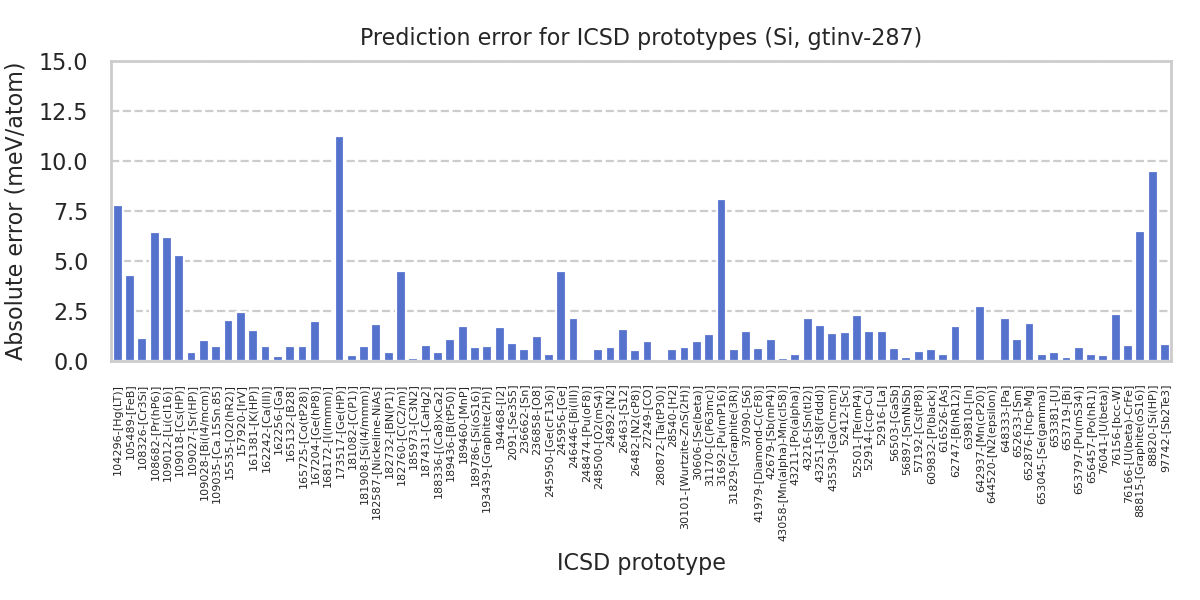 Prediction error for ICSD prototypes (Si, gtinv-287)
Absolute error (meV/atom)
15.0
12.5
10.0
7.5
5.0
2.5
0.0
104296-[Hg(LT)]
105489-[FeB]
108326-[Cr3Si]
108682-[Pr(hP6)]
109012-[Li(cI16)]
109018-[Cs(HP)]
109027-[Sr(HP)]
109028-[Bi(I4/mcm)]
109035-[Ca.15Sn.85]
15535-[O2(hR2)]
157920-[IrV]
161381-[K(HP)]
162242-[Ca(III)]
162256-[Ga]
165132-[B28]
165725-[Co(tP28)]
167204-[Ge(hP8)]
168172-[I(Immm)]
173517-[Ge(HP)]
181082-[C(P1)]
181908-[Si(I4/mmm)]
182587-[Nickeline-NiAs]
182732-[BN(P1)]
182760-[C(C2/m)]
185973-[C3N2]
187431-[CaHg2]
188336-[(Ca8)xCa2]
189436-[B(tP50)]
189460-[MnP]
189786-[Si(oS16)]
193439-[Graphite(2H)]
194468-[I2]
2091-[Se3S5]
236662-[Sn]
236858-[O8]
245950-[Ge(cF136)]
245956-[Ge]
246446-[Bi(III)]
248474-[Pu(oF8)]
248500-[O2(mS4)]
24892-[N2]
26463-[S12]
26482-[N2(cP8)]
27249-[CO]
280872-[Ta(tP30)]
28540-[H2]
30101-[Wurtzite-ZnS(2H)]
30606-[Se(beta)]
31170-[C(P63mc)]
31692-[Pu(mP16)]
31829-[Graphite(3R)]
37090-[S6]
41979-[Diamond-C(cF8)]
42679-[Sb(mP4)]
43058-[Mn(alpha)-Mn(cI58)]
43211-[Po(alpha)]
43216-[Sn(tI2)]
43251-[S8(Fddd)]
43539-[Ga(Cmcm)]
52412-[Sc]
52501-[Te(mP4)]
52914-[fcc-Cu]
52916-[La]
56503-[GaSb]
56897-[SmNiSb]
57192-[Cs(tP8)]
609832-[P(black)]
616526-[As]
62747-[B(hR12)]
639810-[In]
642937-[Mn(cP20)]
644520-[N2(epsilon)]
648333-[Pa]
652633-[Sm]
652876-[hcp-Mg]
653045-[Se(gamma)]
653381-[U]
653719-[Bi]
653797-[Pu(mS34)]
656457-[Po(hR1)]
76041-[U(beta)]
76156-[bcc-W]
76166-[U(beta)-CrFe]
88815-[Graphite(oS16)]
88820-[Si(HP)]
97742-[Sb2Te3]
ICSD prototype